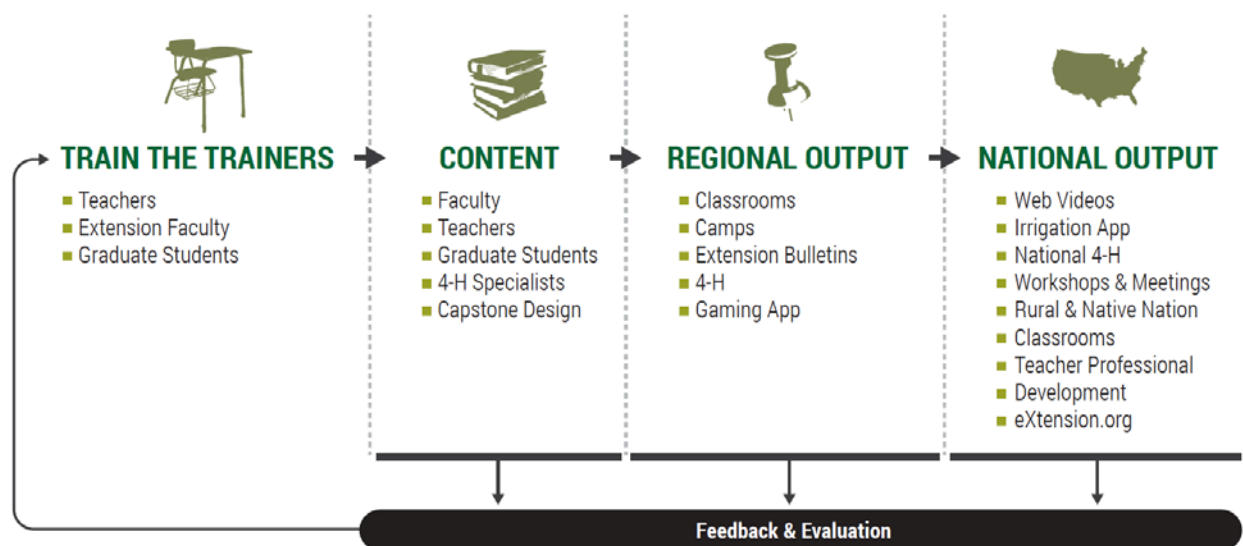 TRAIN THE TRAINERS
Teachers
Extension Faculty
Graduate Students
CONTENT
Faculty
Teachers
Graduate Students
4-H Specialists
Capstone Design
REGIONAL OUTPUT
Classrooms
Camps
Extension Bulletins
4-H
Gaming App
NATIONAL OUTPUT
Web Videos
Irrigation App
National 4-H
Workshops & Meetings
Rural & Native Nation
Classrooms
Teacher Professional
Development
eXtension.org
Feedback & Evaluation